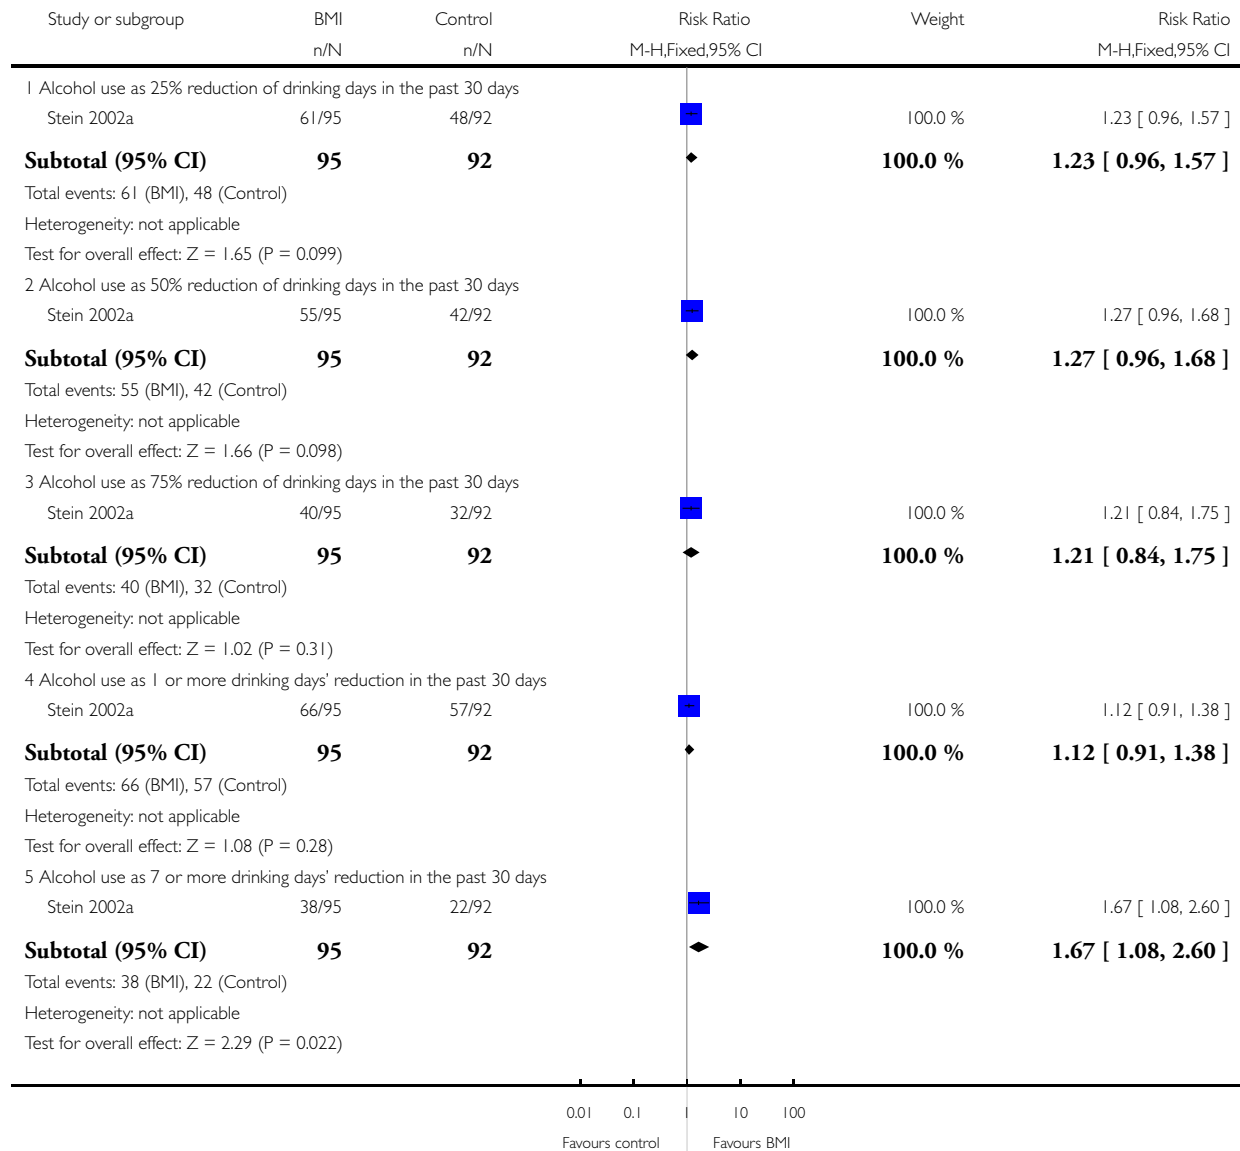 Study or subgroup BMI Control Risk Ratio Weight Risk Ratio
n/N n/N M-H,Fixed,95% CI M-H,Fixed,95% CI
1 Alcohol use as 25% reduction of drinking days in the past 30 days
Stein 2002a 61/95 48/92 100.0 % 1.23 [ 0.96, 1.57 ]
Subtotal (95% CI) 95 92 100.0 % 1.23 [ 0.96, 1.57 ]
Total events: 61 (BMI), 48 (Control)
Heterogeneity: not applicable
Test for overall effect: Z = 1.65 (P = 0.099)
2 Alcohol use as 50% reduction of drinking days in the past 30 days
Stein 2002a 55/95 42/92 100.0 % 1.27 [ 0.96, 1.68 ]
Subtotal (95% CI) 95 92 100.0 % 1.27 [ 0.96, 1.68 ]
Total events: 55 (BMI), 42 (Control)
Heterogeneity: not applicable
Test for overall effect: Z = 1.66 (P = 0.098)
3 Alcohol use as 75% reduction of drinking days in the past 30 days
Stein 2002a 40/95 32/92 100.0 % 1.21 [ 0.84, 1.75 ]
Subtotal (95% CI) 95 92 100.0 % 1.21 [ 0.84, 1.75 ]
Total events: 40 (BMI), 32 (Control)
Heterogeneity: not applicable
Test for overall effect: Z = 1.02 (P = 0.31)
4 Alcohol use as 1 or more drinking days' reduction in the past 30 days
Stein 2002a 66/95 57/92 100.0 % 1.12 [ 0.91, 1.38 ]
Subtotal (95% CI) 95 92 100.0 % 1.12 [ 0.91, 1.38 ]
Total events: 66 (BMI), 57 (Control)
Heterogeneity: not applicable
Test for overall effect: Z = 1.08 (P = 0.28)
5 Alcohol use as 7 or more drinking days' reduction in the past 30 days
Stein 2002a 38/95 22/92 100.0 % 1.67 [ 1.08, 2.60 ]
Subtotal (95% CI) 95 92 100.0 % 1.67 [ 1.08, 2.60 ]
Total events: 38 (BMI), 22 (Control)
Heterogeneity: not applicable
Test for overall effect: Z = 2.29 (P = 0.022)
0.01 0.1 1 10 100
Favours control Favours BMI